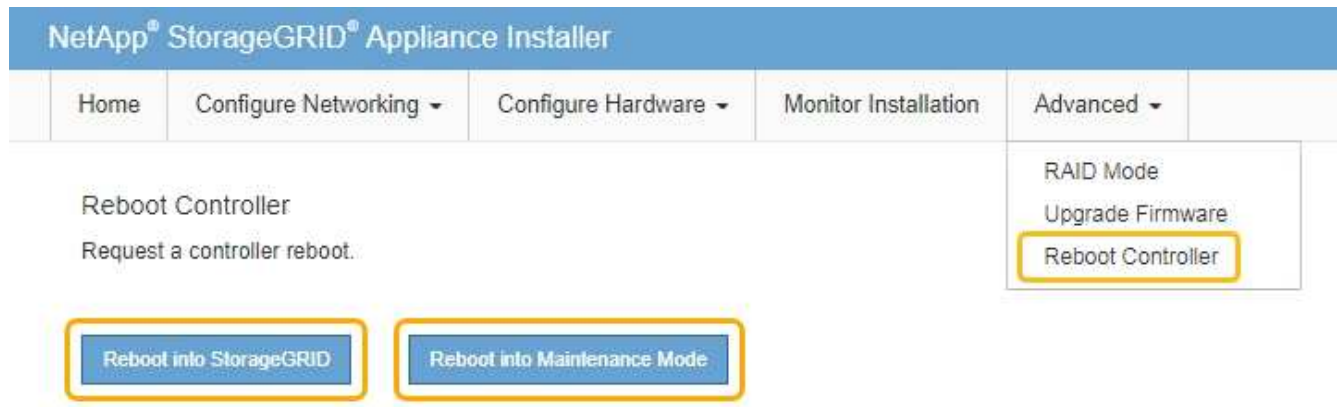 NetApp® StorageGRID® Appliance Installer
Home Configure Networking Configure Hardware Monitor Installation Advanced
RAID Mode
Upgrade Firmware
Reboot Controller
Reboot Controller
Request a controller reboot.
Reboot into StorageGRID Reboot into Maintenance Mode